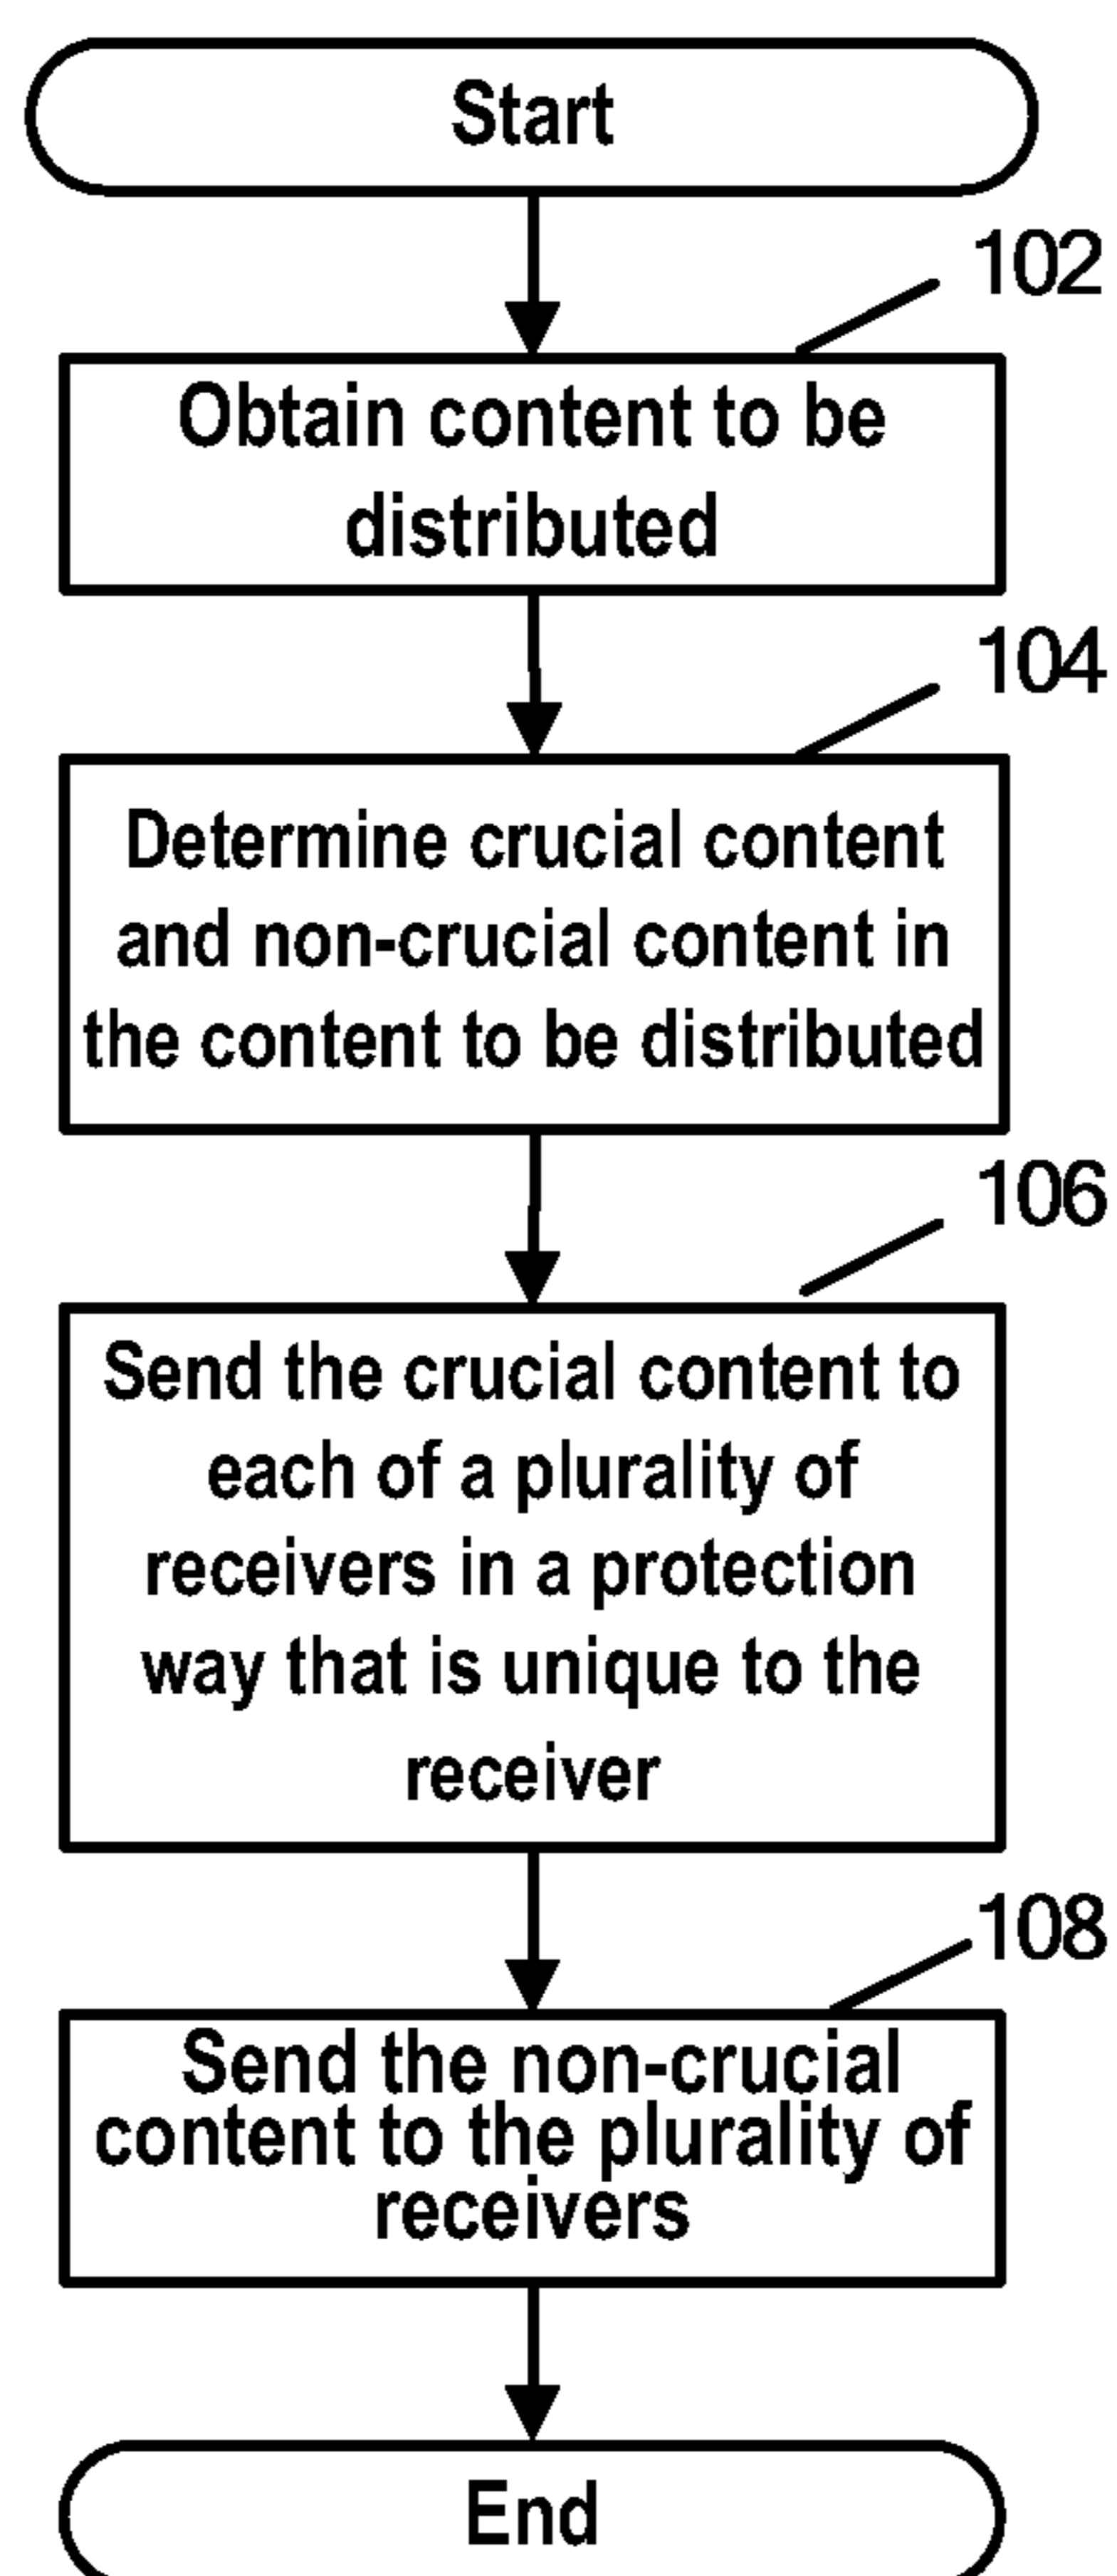 Start
102
Obtain content to be
distributed
104
Determine crucial content
and non-crucial content in
the content to be distributed
106
Send the crucial content to
each of a plurality of
receivers in a protection
way that is unique to the
receiver
108
Send the non-crucial
content to the plurality of
receivers
End